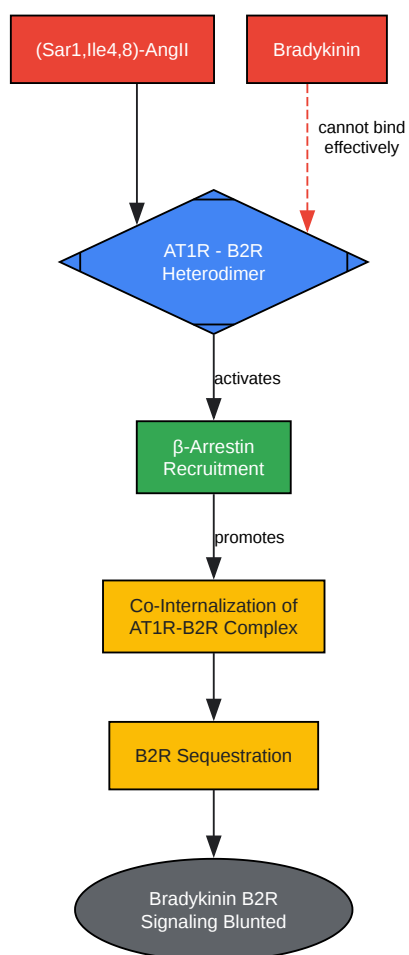 (Sar1,Ile4,8)-AngII
Bradykinin
cannot bind
effectively
AT1R - B2R
Heterodimer
activates
β-Arrestin
Recruitment
promotes
Co-Internalization of
AT1R-B2R Complex
B2R Sequestration
Bradykinin B2R
Signaling Blunted